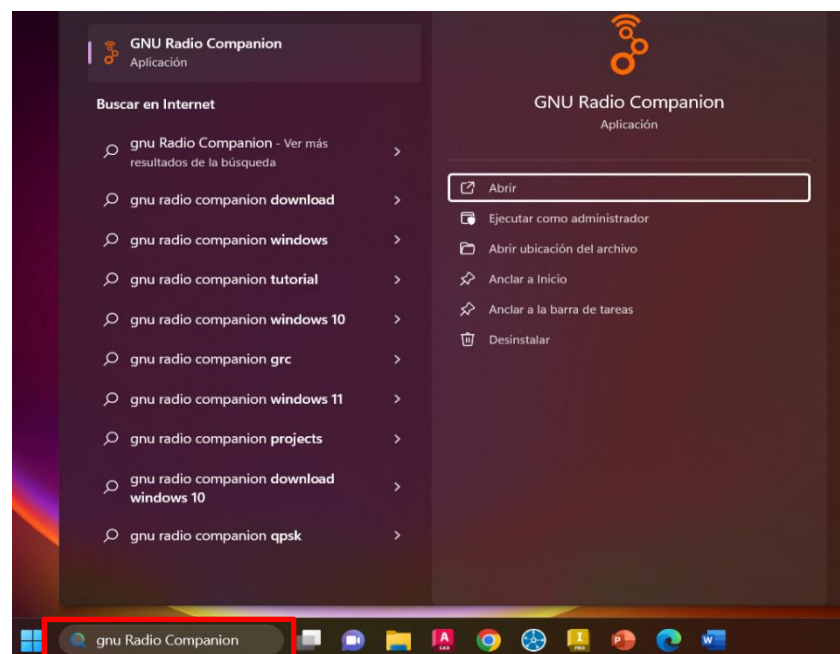 GNU Radio Companion
Aplicación
Buscar en Internet
gnu Radio Companion - Ver más
resultados de la búsqueda
gnu radio companion download
gnu radio companion windows
gnu radio companion tutorial
gnu radio companion windows 10
gnu radio companion grc
gnu radio companion windows 11
gnu radio companion projects
gnu radio companion download
windows 10
gnu radio companion qpsk
GNU Radio Companion
Aplicación
Abrir
Ejecutar como administrador
Abrir ubicación del archivo
Anclar a Inicio
Anclar a la barra de tareas
Desinstalar
gnu Radio Companion
A
CAD
I
PRO
P
W